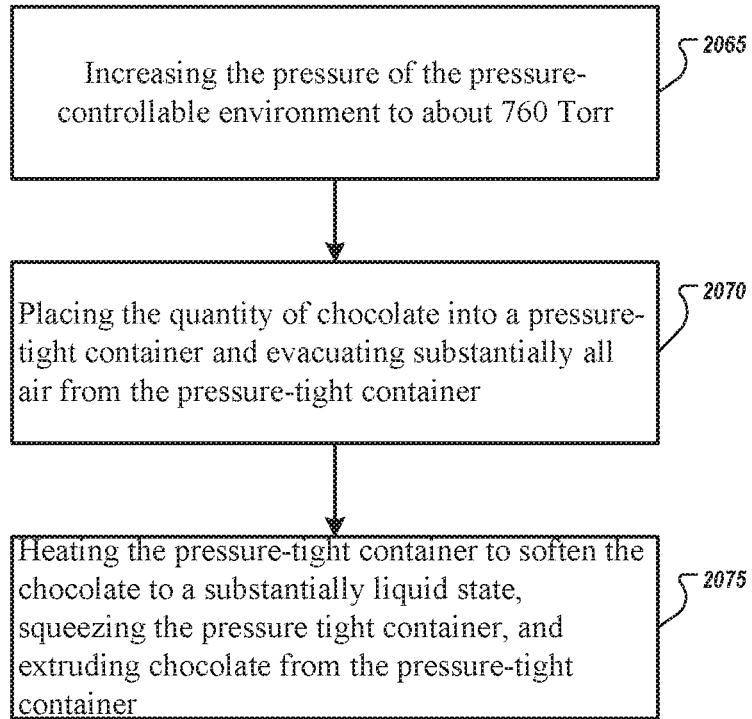 Increasing the pressure of the pressure-
controllable environment to about 760 Torr
2065
Placing the quantity of chocolate into a pressure-
tight container and evacuating substantially all
air from the pressure-tight container
2070
Heating the pressure-tight container to soften the
chocolate to a substantially liquid state,
squeezing the pressure tight container, and
extruding chocolate from the pressure-tight
container
2075